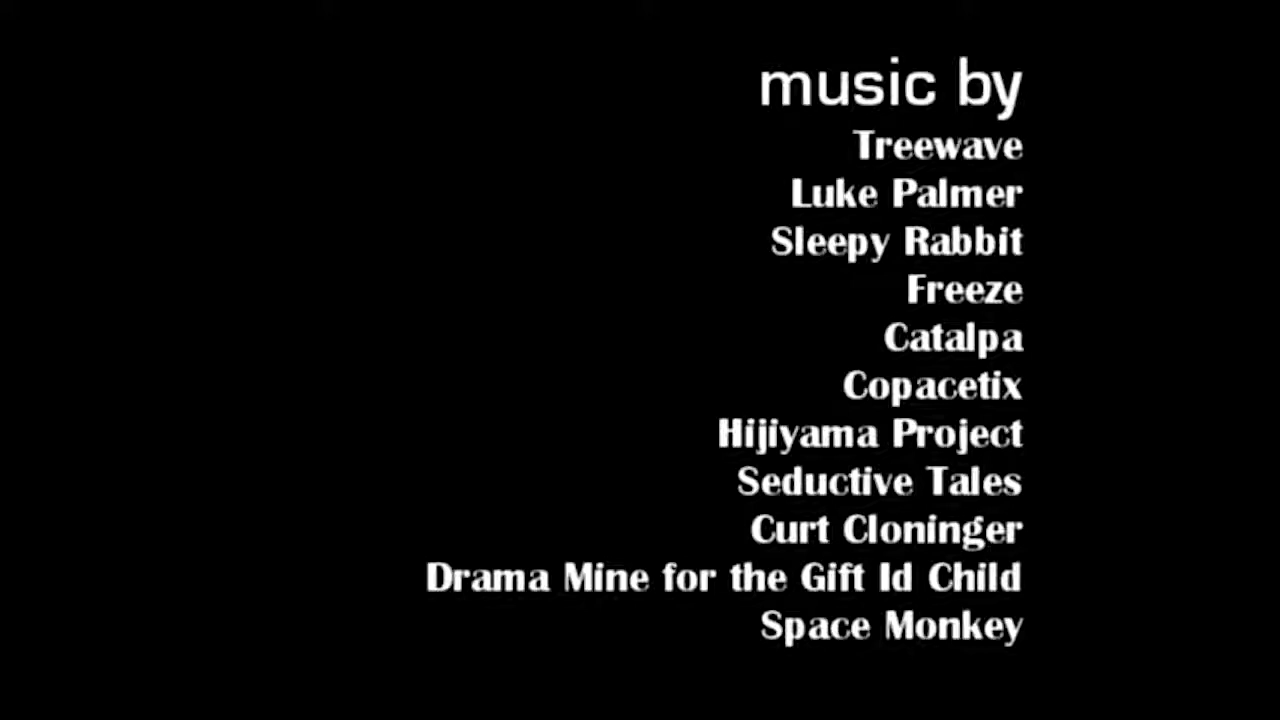 music by
Treewave
Luke Palmer
Sleepy Rabbit
Freeze
Catalpa
Copacetix
Hijiyama Project
Seductive Tales
Curt Cloninger
Drama Mine for the Gift Id Child
Space Monkey